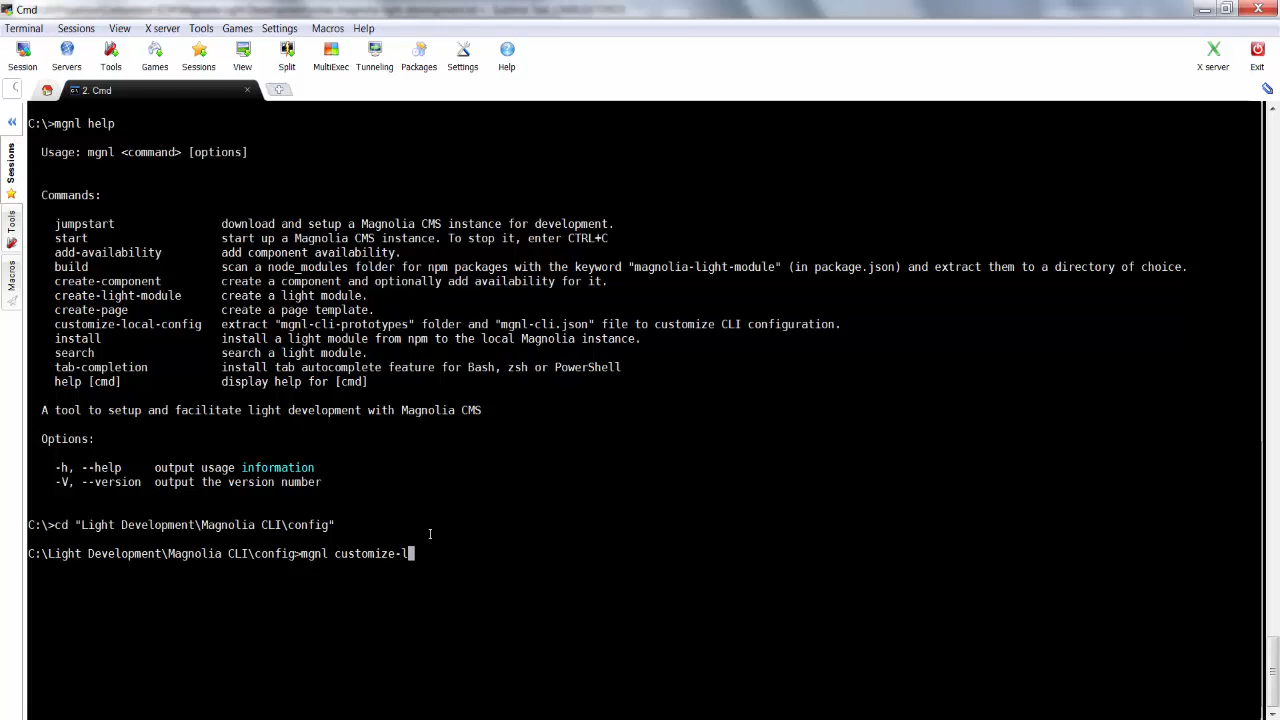 Cmd
Terminal Sessions View X server Tools Games Settings Macros Help
Session Servers Tools Games Sessions View Split MultiExec Tunneling Packages Settings Help X server Exit
2. Cmd
Sessions
Tools
Macros
C:\>mgnl help
Usage: mgnl <command> [options]
Commands:
jumpstart download and setup a Magnolia CMS instance for development.
start start up a Magnolia CMS instance. To stop it, enter CTRL+C
add-availability add component availability.
build scan a node_modules folder for npm packages with the keyword "magnolia-light-module" (in package.json) and extract them to a directory of choice.
create-component create a component and optionally add availability for it.
create-light-module create a light module.
create-page create a page template.
customize-local-config extract "mgnl-cli-prototypes" folder and "mgnl-cli.json" file to customize CLI configuration.
install install a light module from npm to the local Magnolia instance.
search search a light module.
tab-completion install tab autocomplete feature for Bash, zsh or PowerShell
help [cmd] display help for [cmd]
A tool to setup and facilitate light development with Magnolia CMS
Options:
-h, --help output usage information
-V, --version output the version number
C:\>cd "Light Development\Magnolia CLI\config"
C:\Light Development\Magnolia CLI\config>mgnl customize-l